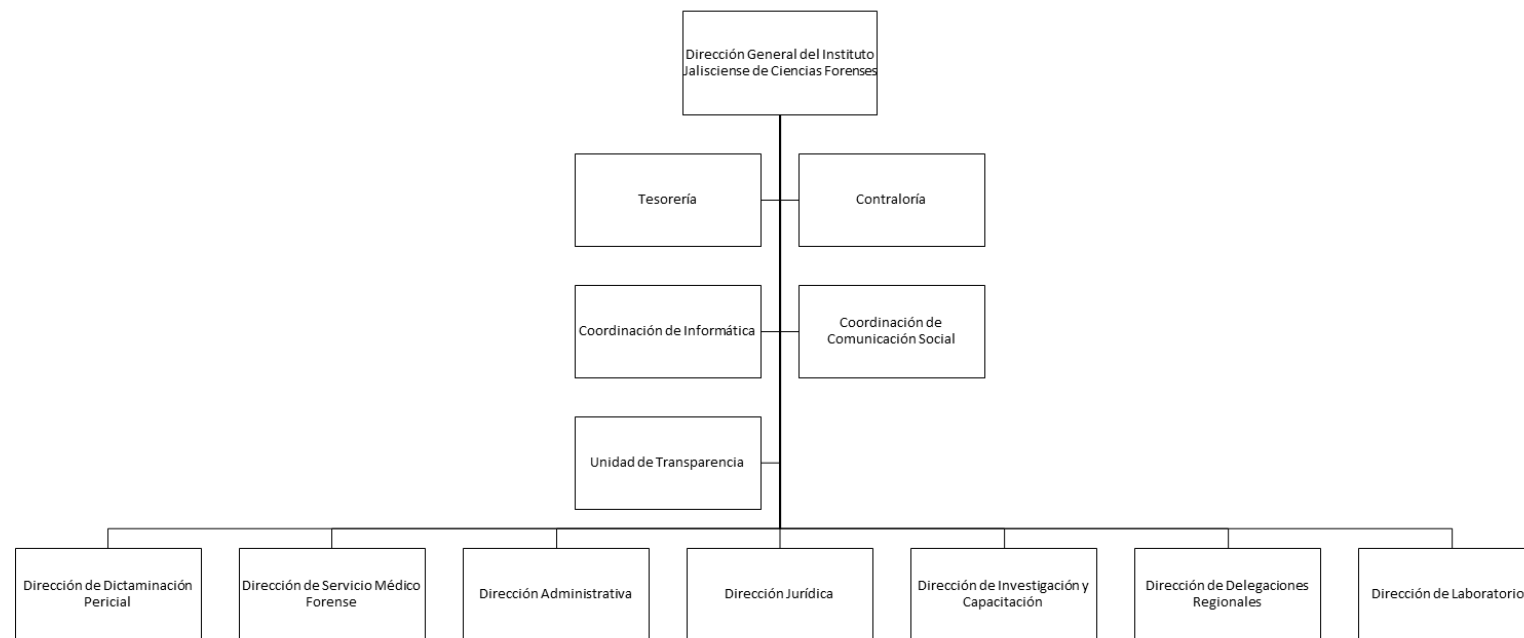 Dirección General del Instituto
Jalisciense de Ciencias Forenses
Tesorería
Contraloría
Coordinación de Informática
Coordinación de
Comunicación Social
Unidad de Transparencia
Dirección de Dictaminación
Pericial
Dirección de Servicio Médico
Forense
Dirección Administrativa
Dirección Jurídica
Dirección de Investigación y
Capacitación
Dirección de Delegaciones
Regionales
Dirección de Laboratorio